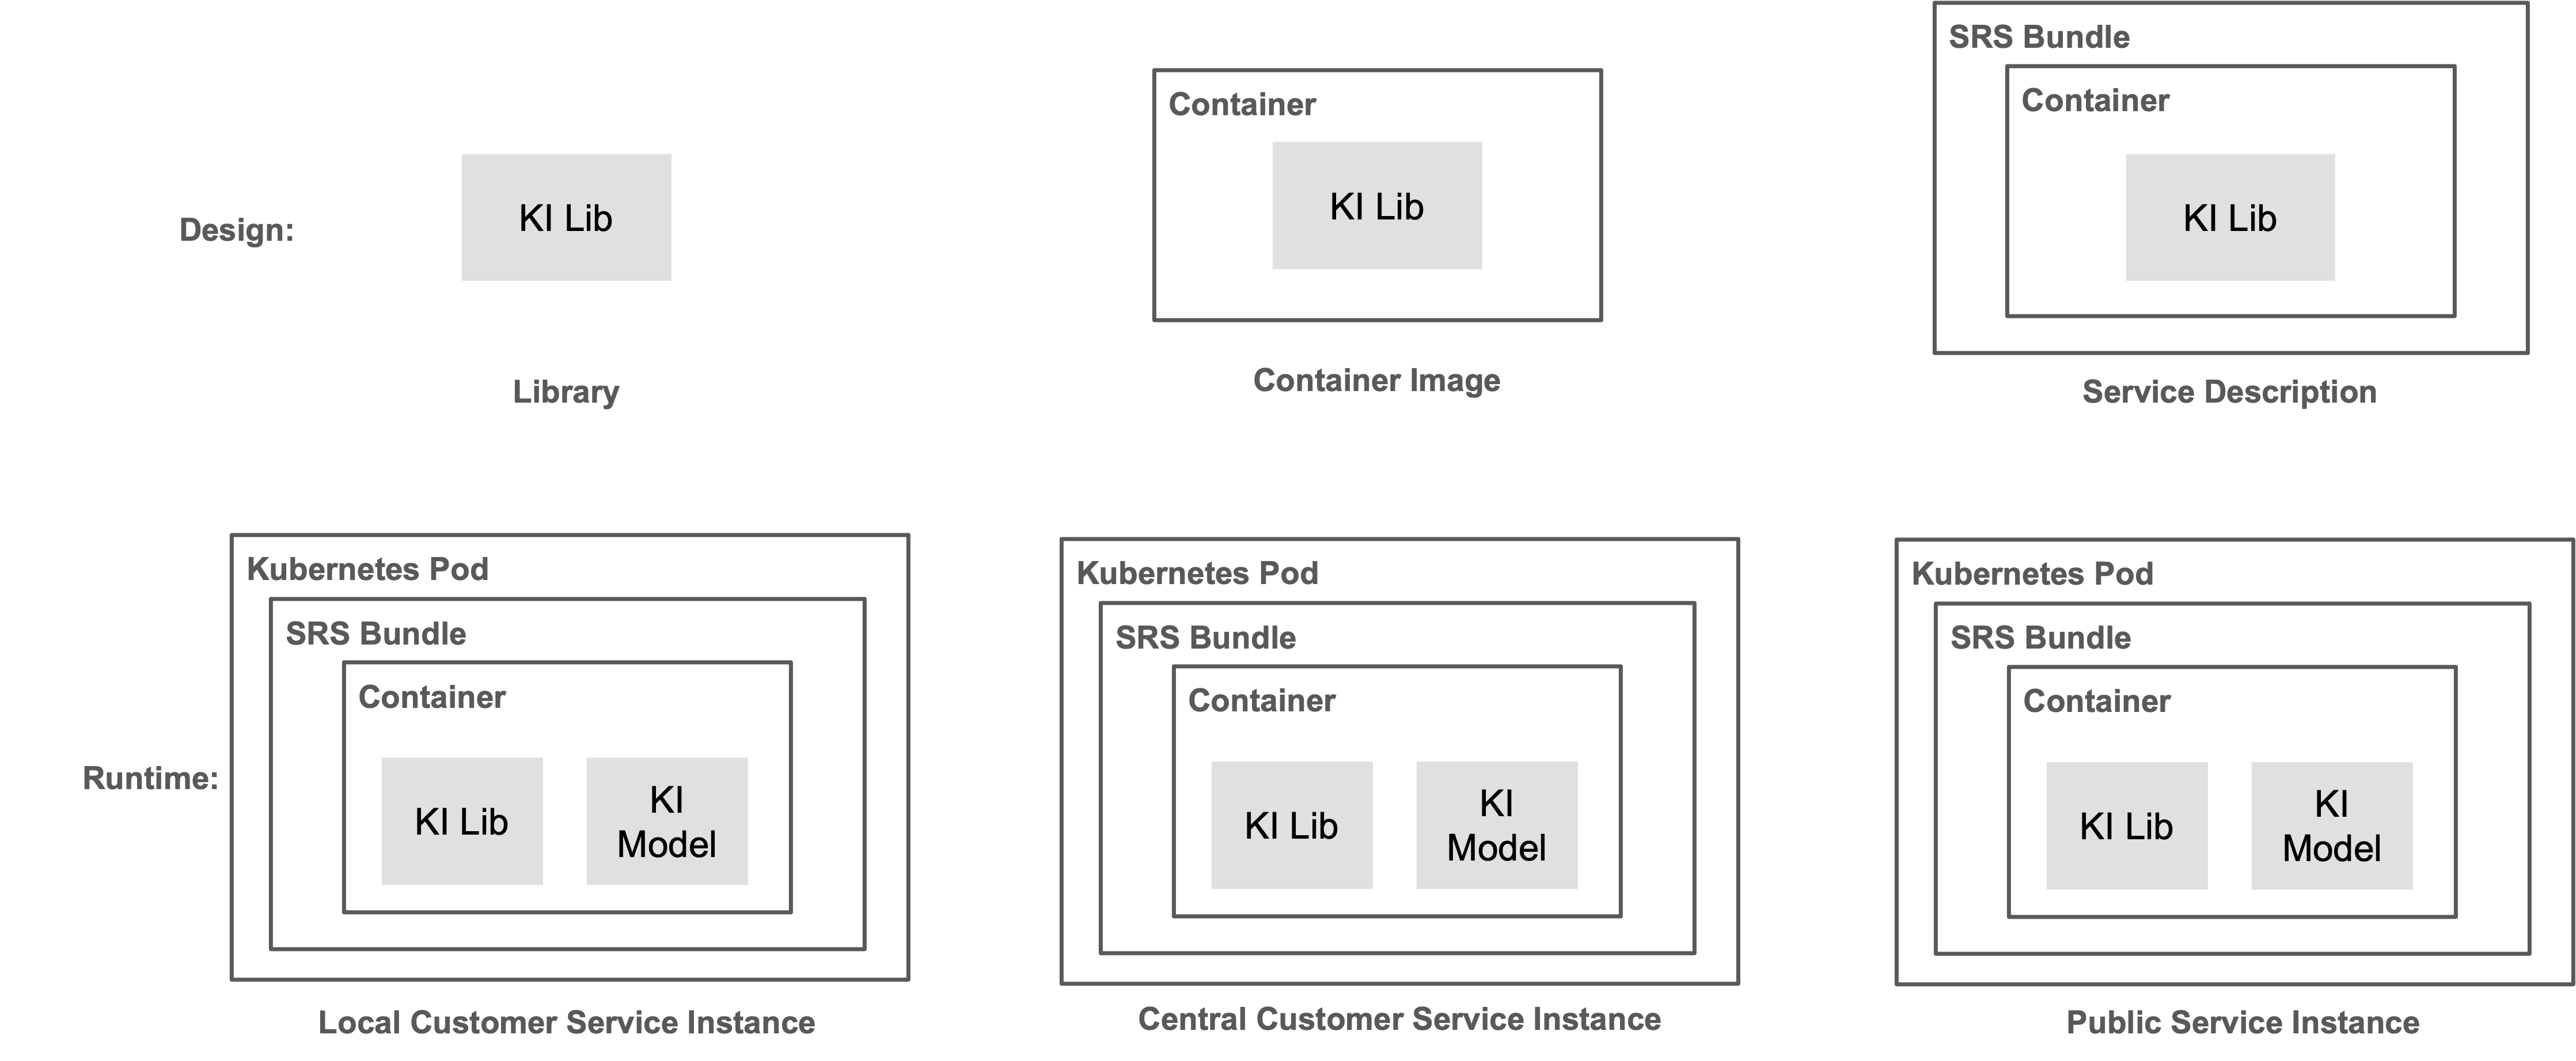 Design:
KI Lib
Library
Container
KI Lib
Container Image
SRS Bundle
Container
KI Lib
Service Description
Runtime:
Kubernetes Pod
SRS Bundle
Container
KI Lib
KI
Model
Local Customer Service Instance
Kubernetes Pod
SRS Bundle
Container
KI Lib
KI
Model
Central Customer Service Instance
Kubernetes Pod
SRS Bundle
Container
KI Lib
KI
Model
Public Service Instance